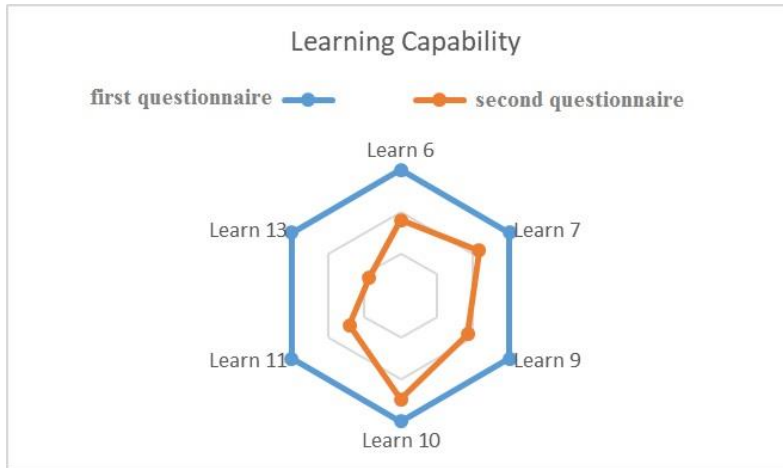 Learning Capability
first questionnaire
second questionnaire
Learn 6
Learn 13
Learn 7
Learn 11
Learn 9
Learn 10